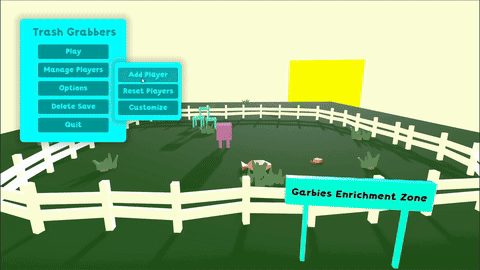 Trash Grabbers
Play
Manage Players
Options
Delete Save
Quit
Add Player
Reset Players
Customize
Garbies Enrichment Zone